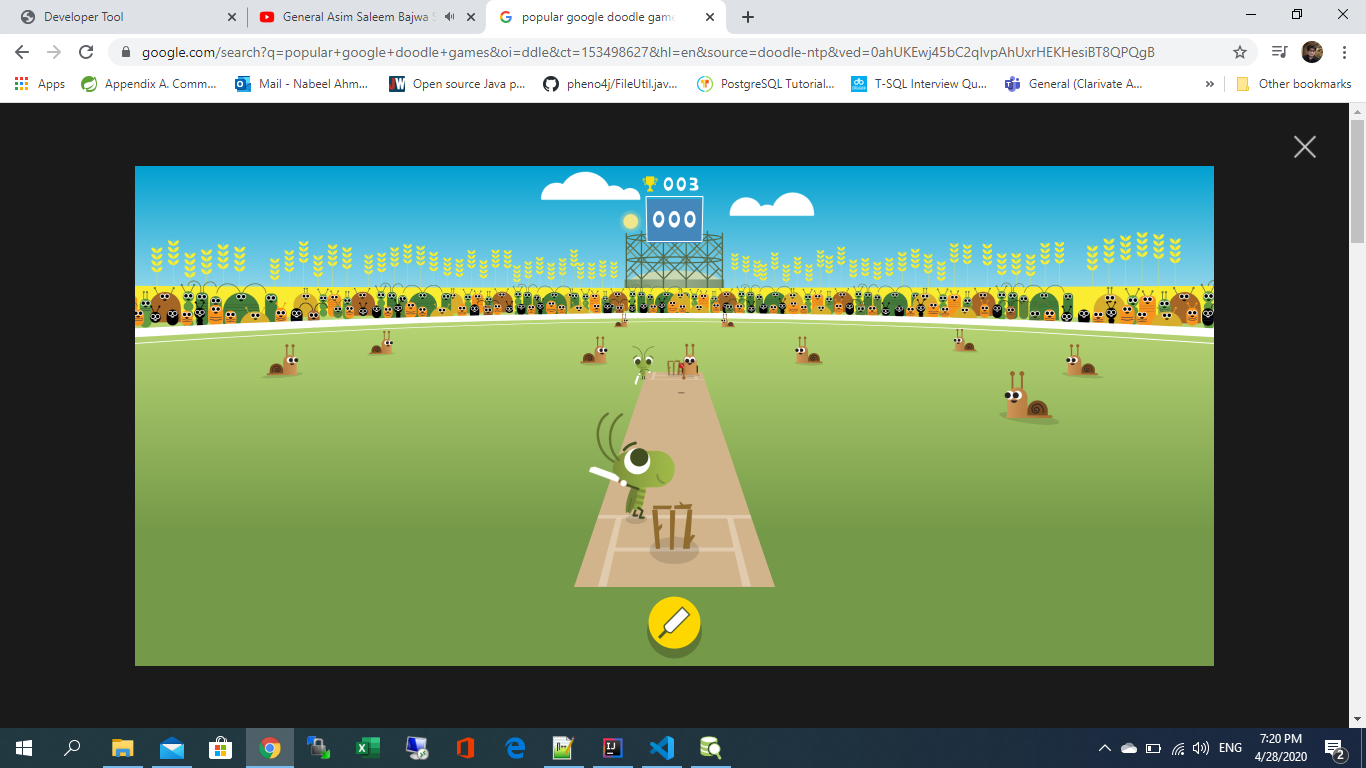 Developer Tool
General Asim Saleem Bajwa S
popular google doodle game
google.com/search?q=popular+google+doodle+games&oi=ddle&ct=153498627&hl=en&source=doodle-ntp&ved=0ahUKEwj45bC2qIvpAhUxrHEKHesiBT8QPQgB
Apps
Appendix A. Comm...
Mail - Nabeel Ahm...
Open source Java p...
pheno4j/FileUtil.jav...
PostgreSQL Tutorial...
T-SQL Interview Qu...
General (Clarivate A...
»
Other bookmarks
003
000
ENG
7:20 PM
4/28/2020
2